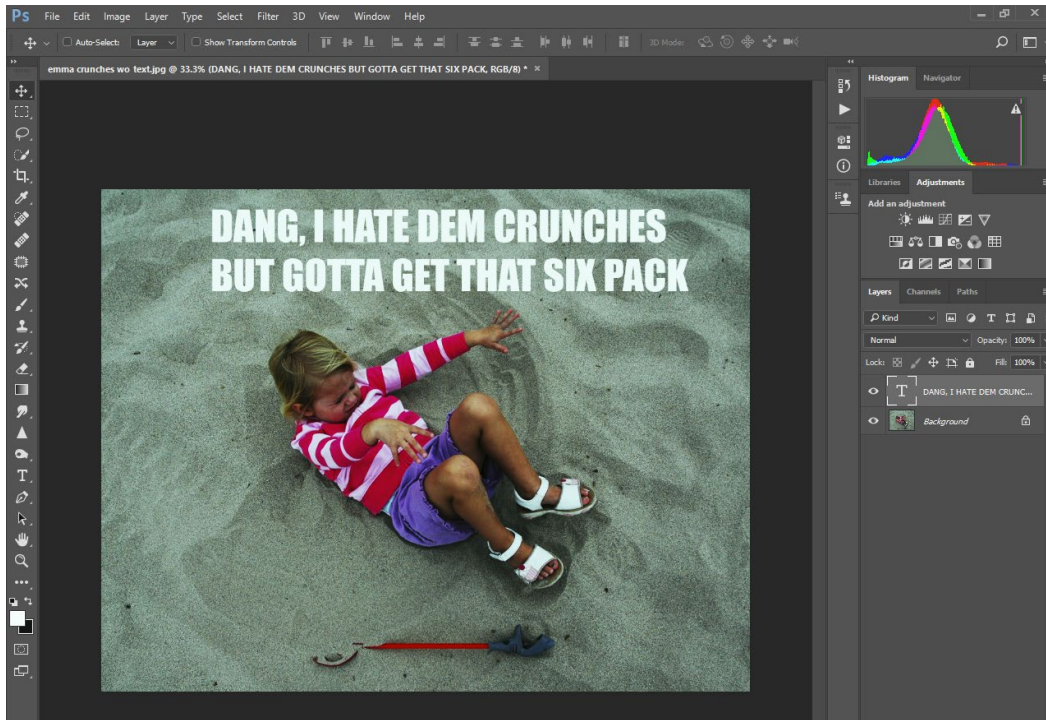 Ps File Edit Image Layer Type Select Filter 3D View Window Help
Auto-Select: Layer Show Transform Controls 3D Mode:
emma crunches wo text.jpg @ 33.3% (DANG, I HATE DEM CRUNCHES BUT GOTTA GET THAT SIX PACK, RGB/8) * ×
Histogram Navigator
Libraries Adjustments
Add an adjustment
Layers Channels Paths
Kind
Normal Opacity: 100%
Lock: Fill: 100%
T DANG, I HATE DEM CRUNC...
Background
DANG, I HATE DEM CRUNCHES
BUT GOTTA GET THAT SIX PACK